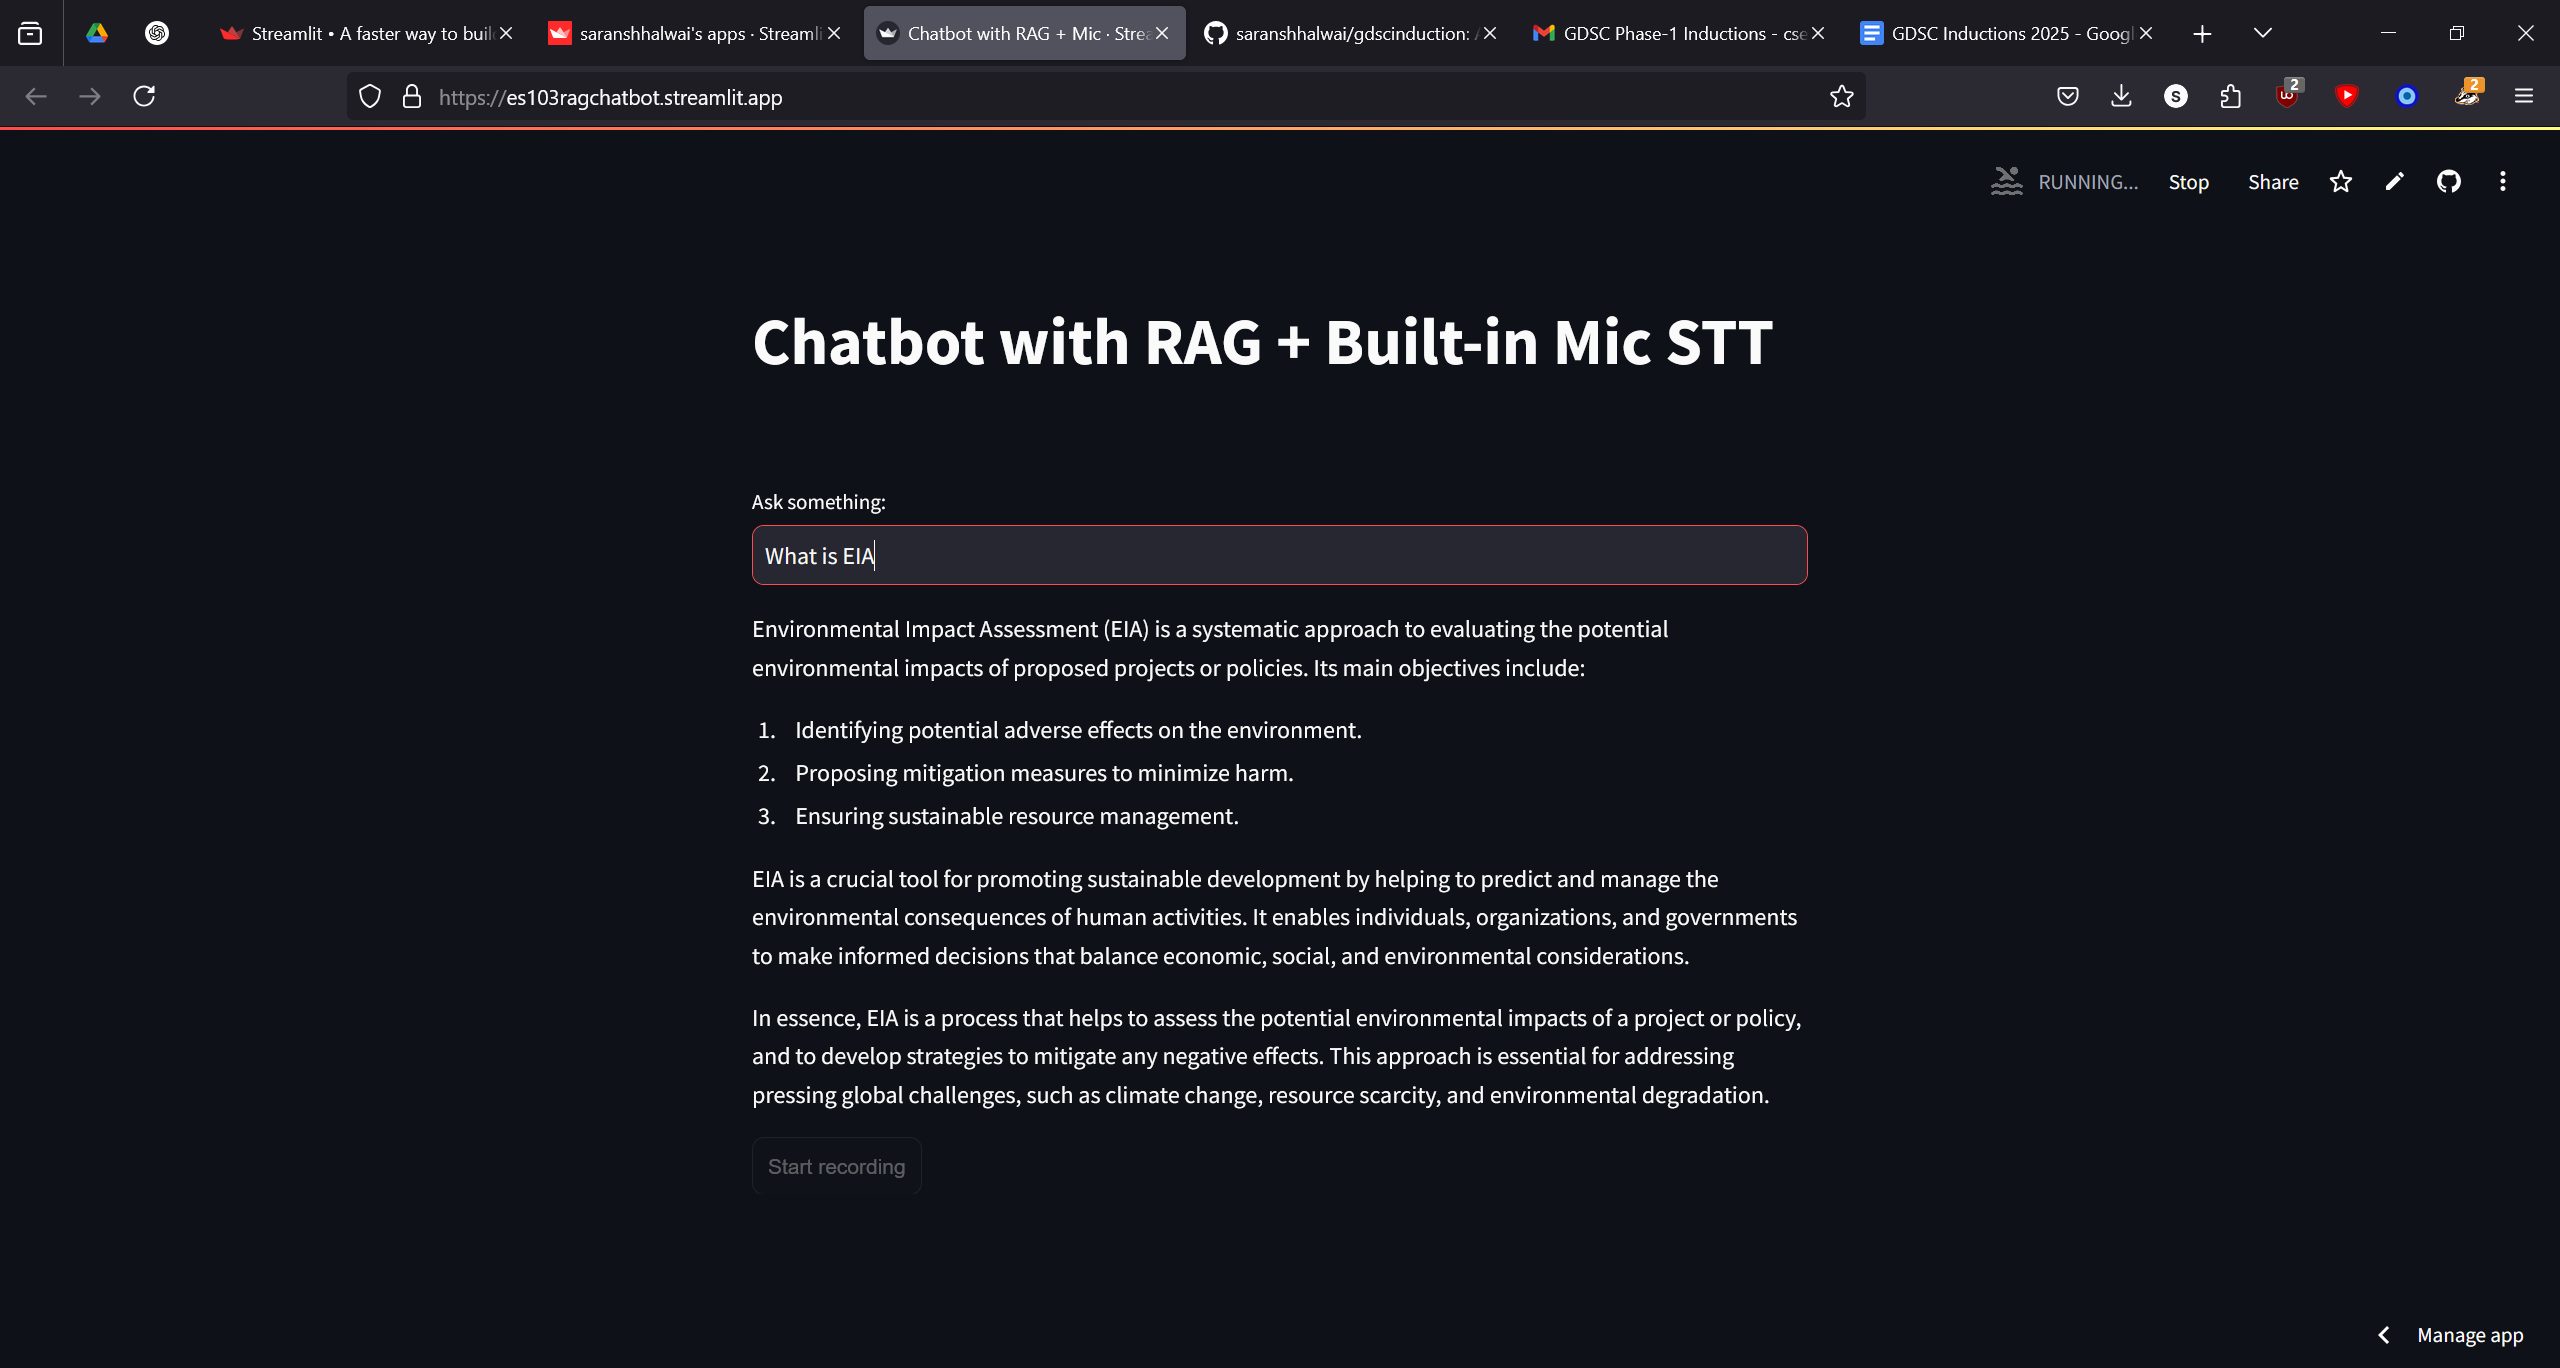 Streamlit • A faster way to buil
saranshhalwai's apps · Streamli
Chatbot with RAG + Mic · Strea
saranshhalwai/gdscinduction:
GDSC Phase-1 Inductions - cse
GDSC Inductions 2025 - Googl
https://es103ragchatbot.streamlit.app
S
2
2
RUNNING...
Stop
Share
Chatbot with RAG + Built-in Mic STT
Ask something:
What is EIA
Environmental Impact Assessment (EIA) is a systematic approach to evaluating the potential
environmental impacts of proposed projects or policies. Its main objectives include:
1. Identifying potential adverse effects on the environment.
2. Proposing mitigation measures to minimize harm.
3. Ensuring sustainable resource management.
EIA is a crucial tool for promoting sustainable development by helping to predict and manage the
environmental consequences of human activities. It enables individuals, organizations, and governments
to make informed decisions that balance economic, social, and environmental considerations.
In essence, EIA is a process that helps to assess the potential environmental impacts of a project or policy,
and to develop strategies to mitigate any negative effects. This approach is essential for addressing
pressing global challenges, such as climate change, resource scarcity, and environmental degradation.
Start recording
Manage app